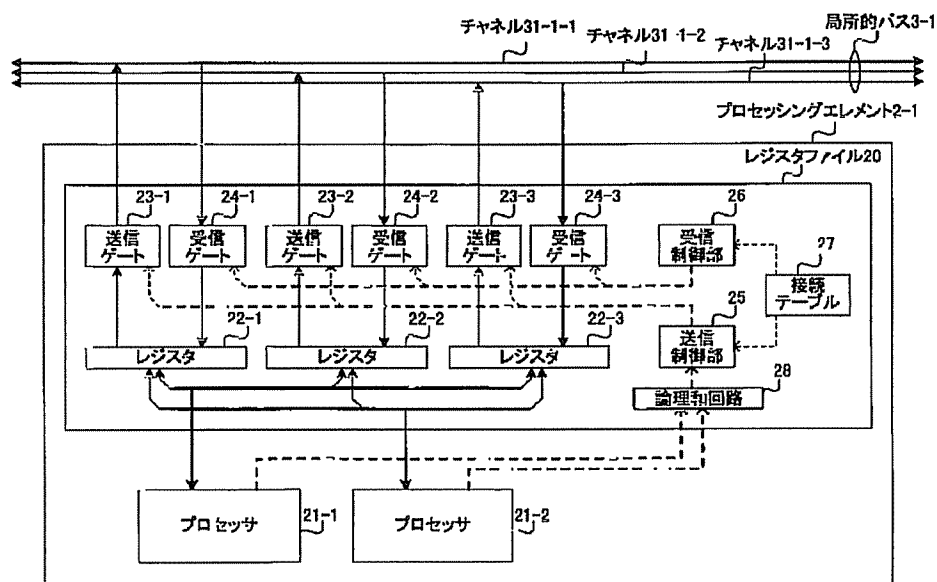 チャネル31-1-1
チャネル31-1-2
チャネル31-1-3
局所的バス3-1
プロセッシングエレメント2-1
レジスタファイル20
23-1
24-1
23-2
24-2
23-3
24-3
26
送信
ゲート
受信
ゲート
送信
ゲート
受信
ゲート
送信
ゲート
受信
ゲート
受信
制御部
27
接続
テーブル
25
送信
制御部
22-1
22-2
22-3
レジスタ
レジスタ
レジスタ
28
論理和回路
プロセッサ
21-1
プロセッサ
21-2